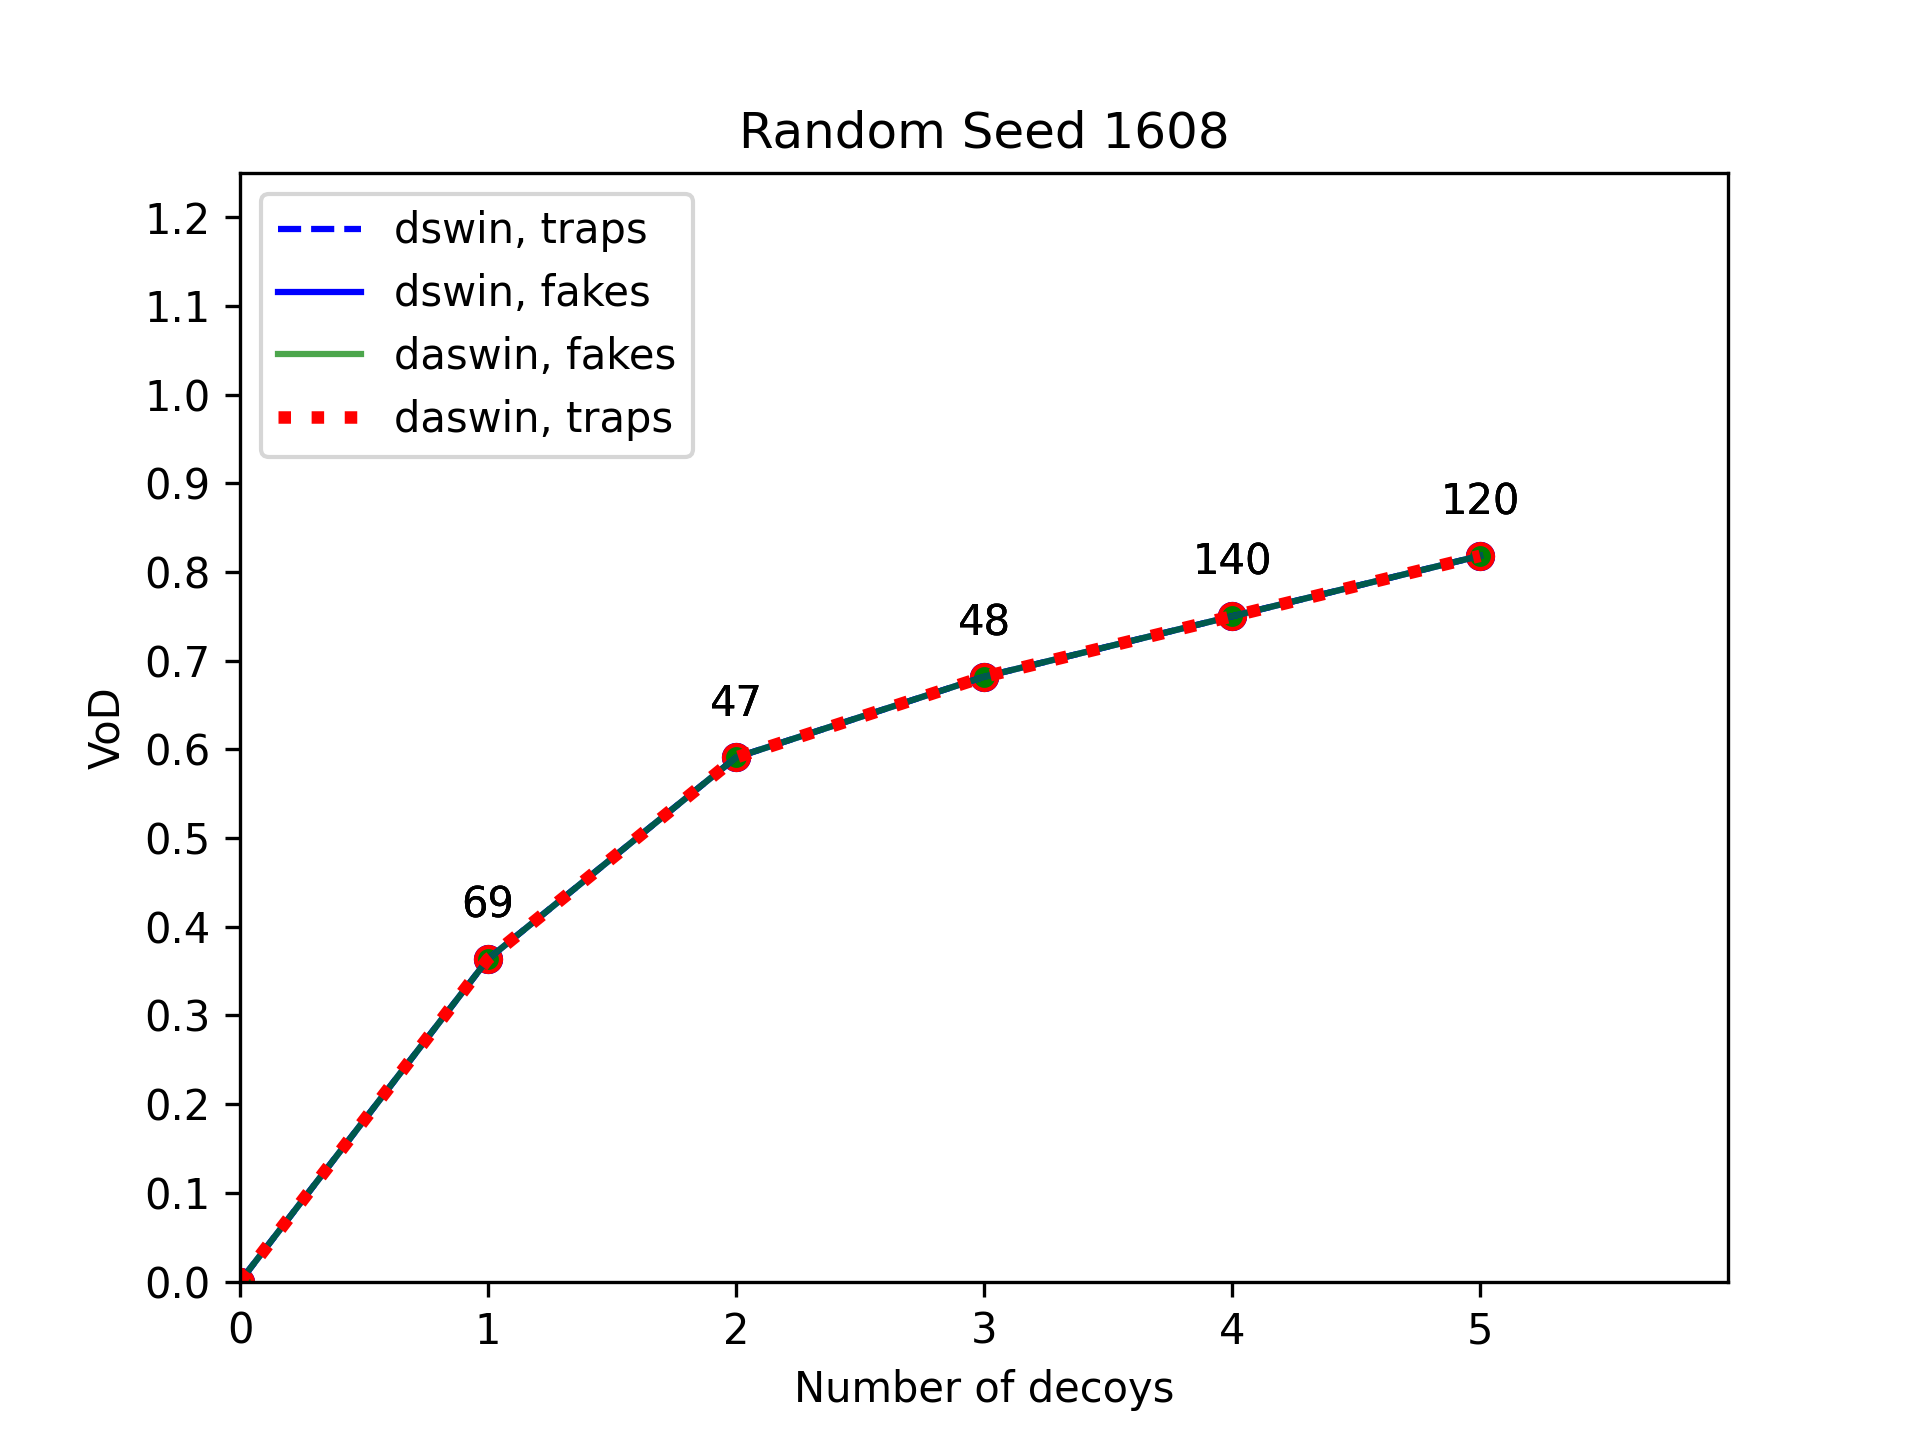 Random Seed 1608
dswin, traps
dswin, fakes
daswin, fakes
daswin, traps
1.2
1.1
1.0
0.9
0.8
0.7
0.6
0.5
0.4
0.3
0.2
0.1
0.0
VoD
69
47
48
140
120
0 1 2 3 4 5
Number of decoys